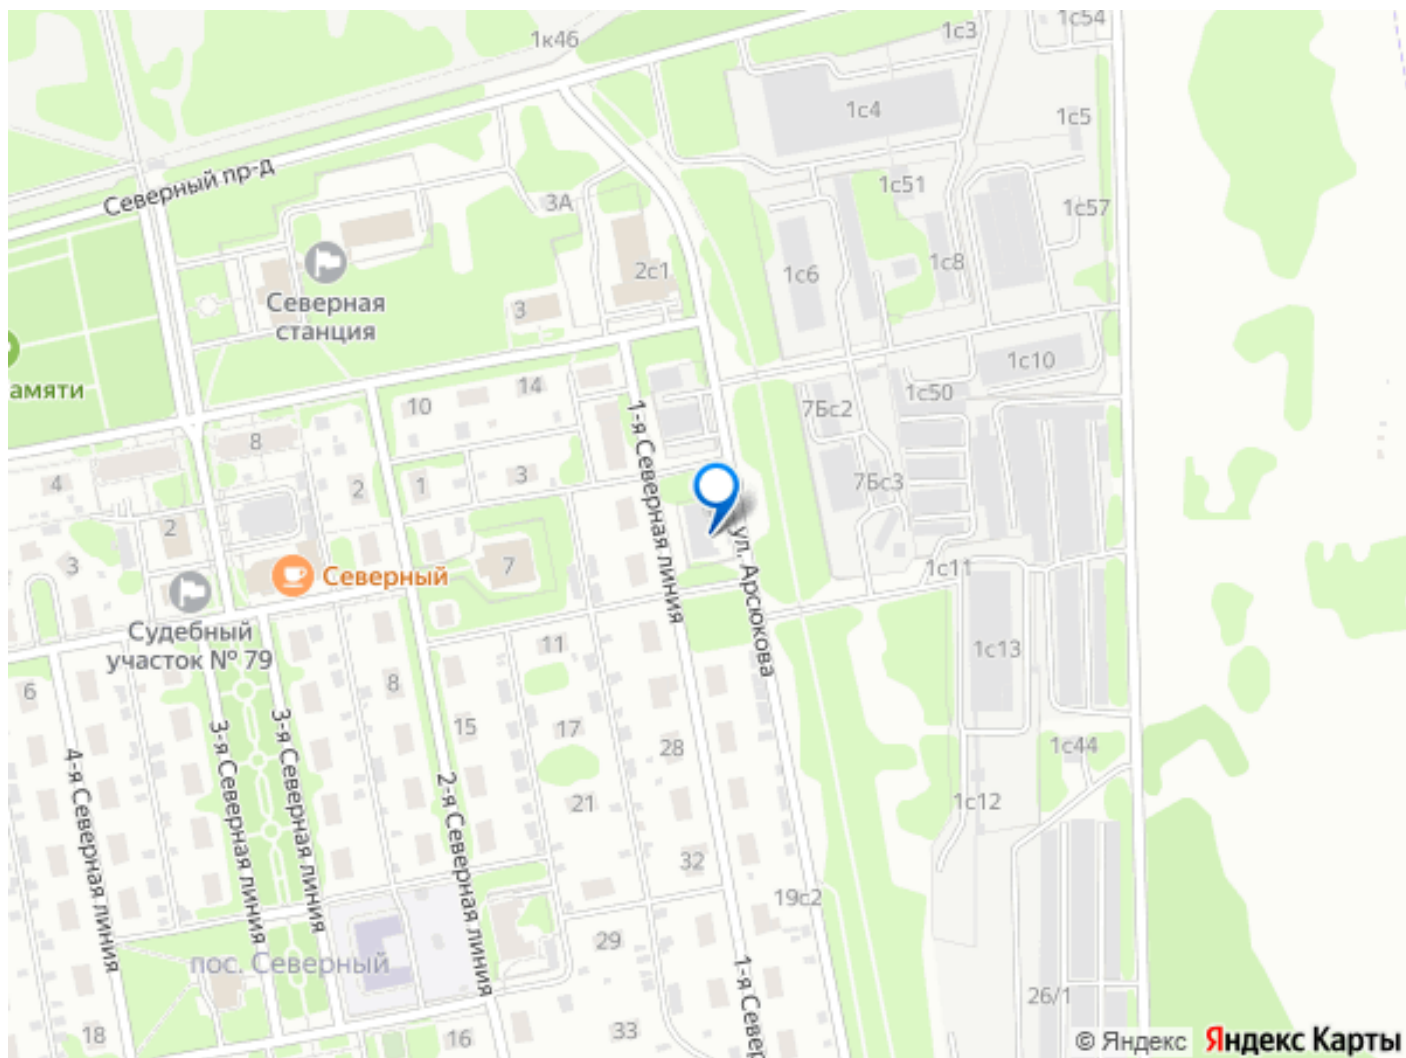 1с54
1с3
1к46
1с4
1с5
Северный пр-д
1с51
3А
1с57
2с1
1с8
1с6
Северная
станция
3
1с10
амяти
14
1с50
10
7Бс2
1-я Северная линия
8
3
4
2
1
7Бс3
2
ул. Арсюкова
3
7
1с11
Северный
Судебный
участок № 79
11
1с13
6
8
15
17
28
1с44
3-я Северная линия
3-я Северная линия
4-я Северная линия
2-я Северная линия
21
1с12
32
19с2
29
пос. Северный
1-я Север
26/1
18
16
33
© Яндекс Яндекс Карты